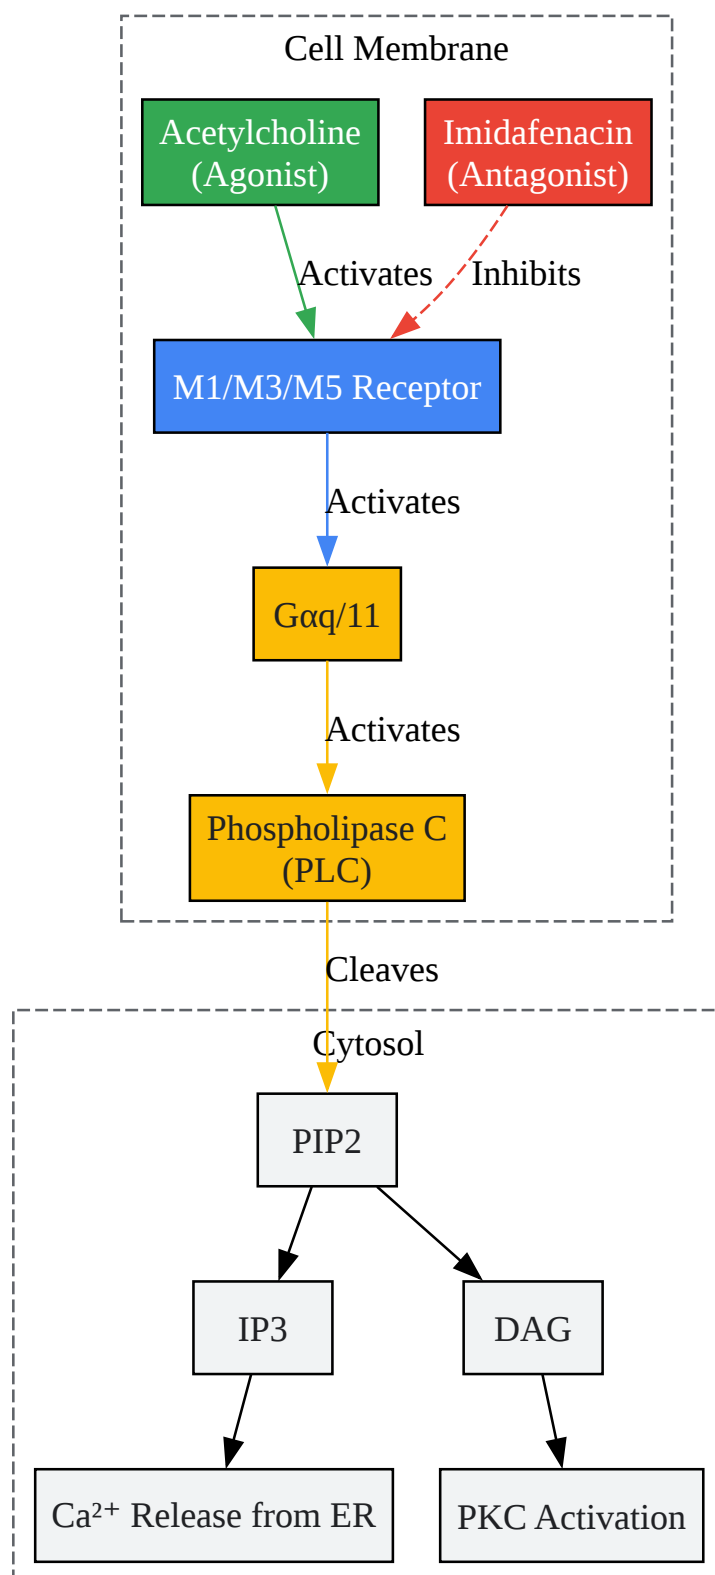 Cell Membrane
Acetylcholine
(Agonist)
Imidafenacin
(Antagonist)
Activates
Inhibits
M1/M3/M5 Receptor
Activates
Gαq/11
Activates
Phospholipase C
(PLC)
Cleaves
Cytosol
PIP2
IP3
DAG
Ca²⁺ Release from ER
PKC Activation